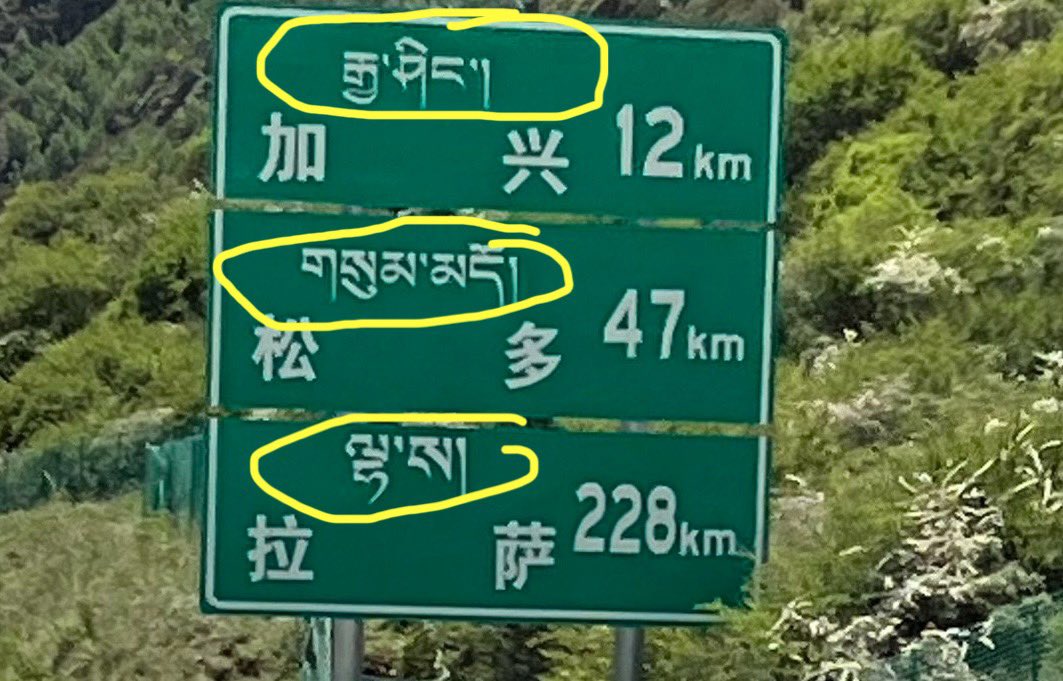 རྒྱ་ཤིང་།
加兴 12km
གསུམ་མདོ།
松多 47km
ལྷ་ས།
拉萨 228km